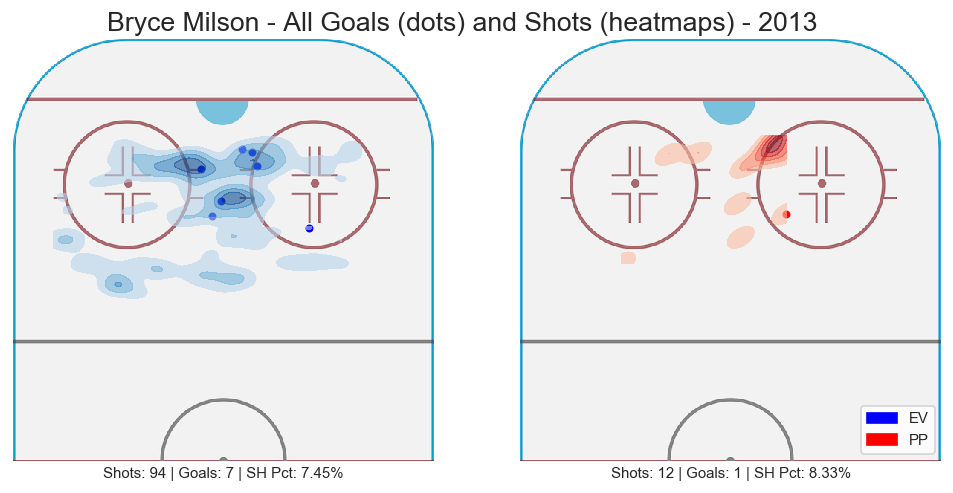 Bryce Milson - All Goals (dots) and Shots (heatmaps) - 2013
EV
PP
Shots: 94 | Goals: 7 | SH Pct: 7.45%
Shots: 12 | Goals: 1 | SH Pct: 8.33%